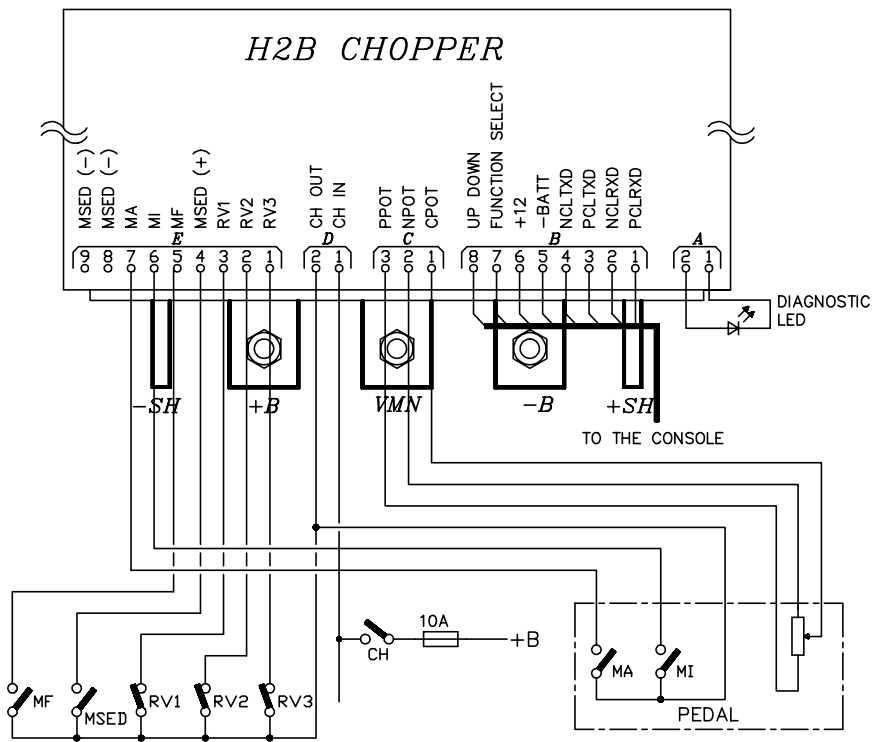 H2B CHOPPER
MSED (-)
MSED (-)
MA
MI
MF
MSED (+)
RV1
RV2
RV3
CH OUT
CH IN
PPOT
NPOT
CPOT
UP DOWN
FUNCTION SELECT
+12
-BATT
NCLTXD
PCLTXD
NCLRXD
PCLRXD
E
D
C
B
A
9 8 7 6 5 4 3 2 1
2 1
3 2 1
8 7 6 5 4 3 2 1
2 1
DIAGNOSTIC
LED
-SH
+B
VMN
-B
+SH
TO THE CONSOLE
10A
+B
CH
MF
MSED
RV1
RV2
RV3
MA
MI
PEDAL